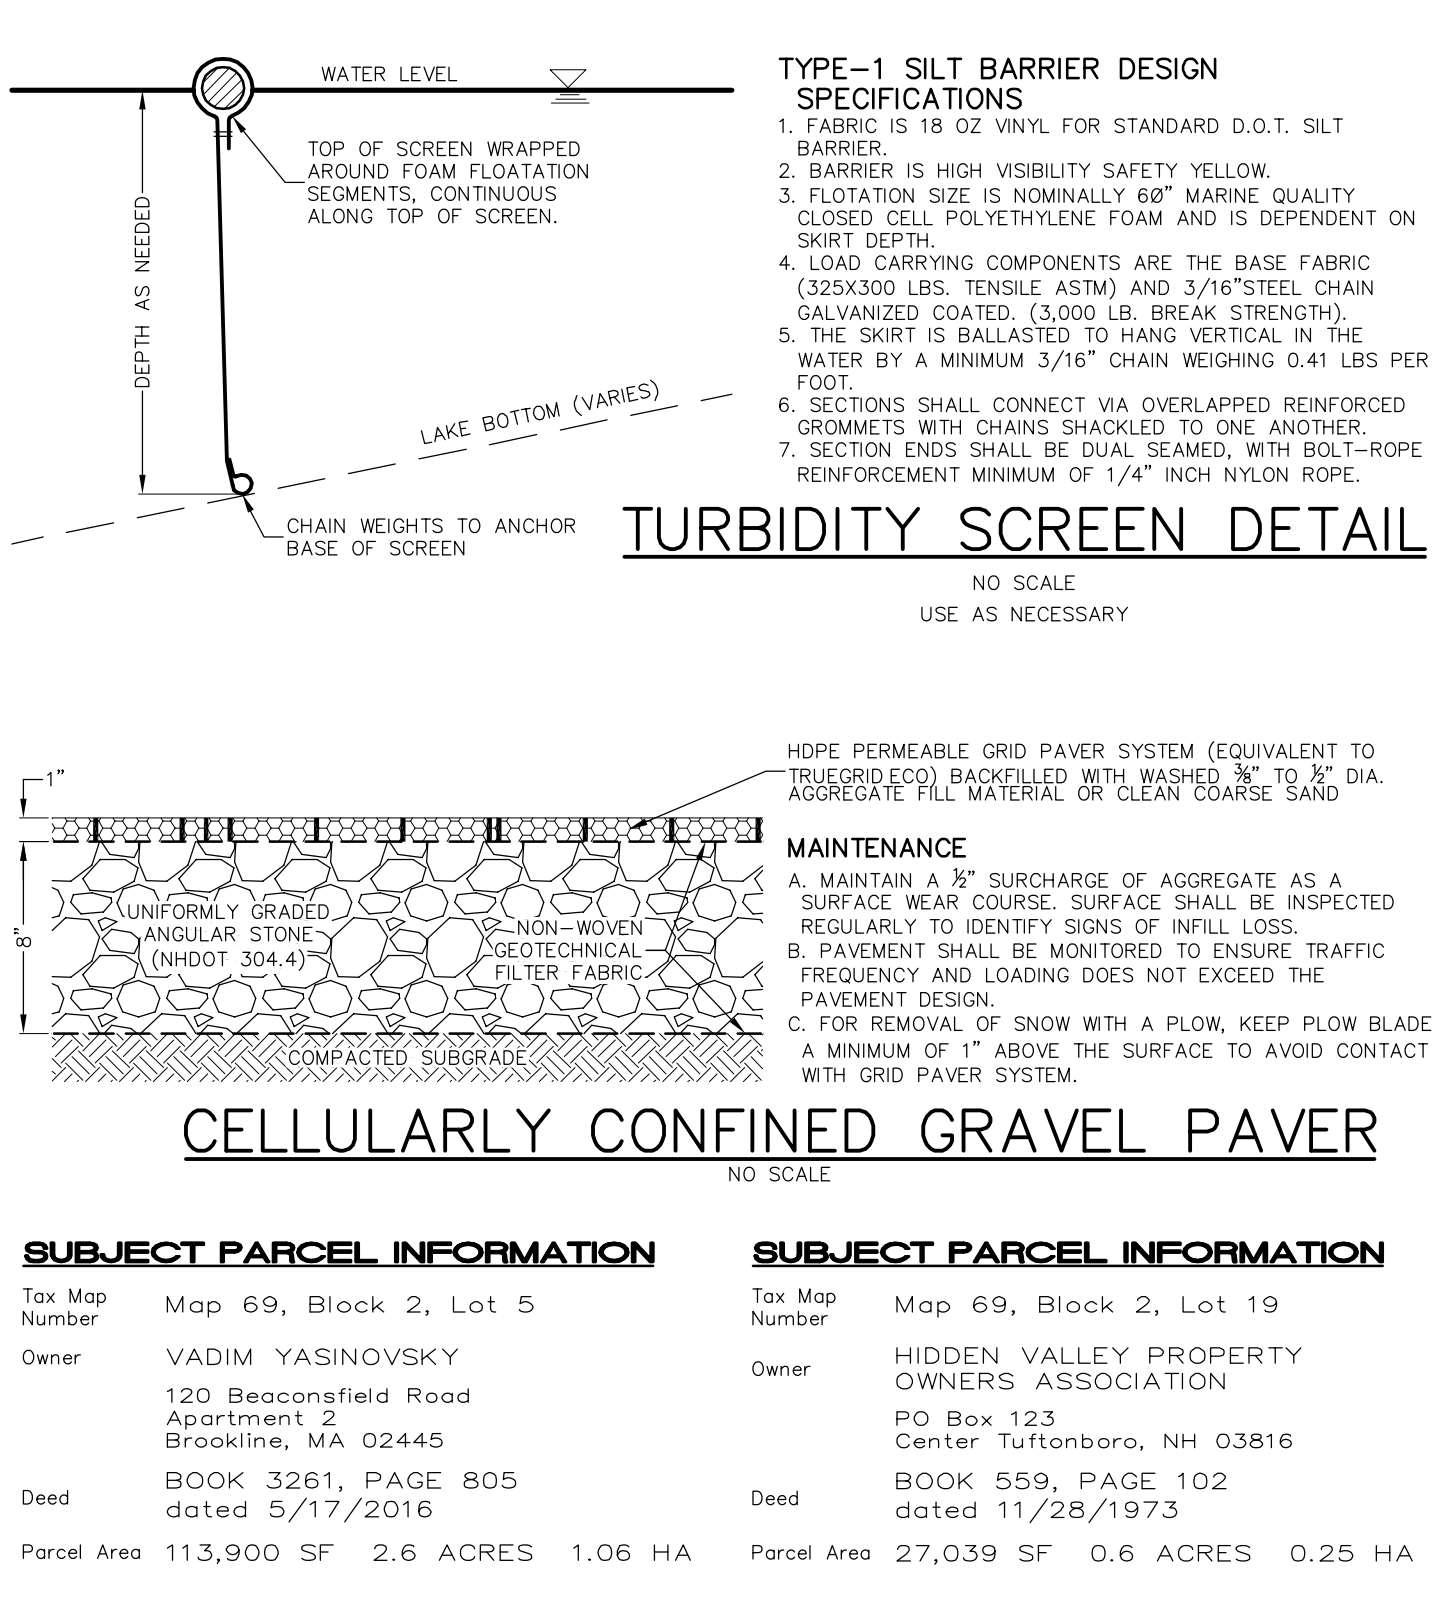 WATER LEVEL
TOP OF SCREEN WRAPPED
AROUND FOAM FLOATATION
SEGMENTS, CONTINUOUS
ALONG TOP OF SCREEN.
DEPTH AS NEEDED
LAKE BOTTOM (VARIES)
CHAIN WEIGHTS TO ANCHOR
BASE OF SCREEN
TYPE-1 SILT BARRIER DESIGN
SPECIFICATIONS
1. FABRIC IS 18 OZ VINYL FOR STANDARD D.O.T. SILT
BARRIER.
2. BARRIER IS HIGH VISIBILITY SAFETY YELLOW.
3. FLOTATION SIZE IS NOMINALLY 6Ø" MARINE QUALITY
CLOSED CELL POLYETHYLENE FOAM AND IS DEPENDENT ON
SKIRT DEPTH.
4. LOAD CARRYING COMPONENTS ARE THE BASE FABRIC
(325X300 LBS. TENSILE ASTM) AND 3/16"STEEL CHAIN
GALVANIZED COATED. (3,000 LB. BREAK STRENGTH).
5. THE SKIRT IS BALLASTED TO HANG VERTICAL IN THE
WATER BY A MINIMUM 3/16" CHAIN WEIGHING 0.41 LBS PER
FOOT.
6. SECTIONS SHALL CONNECT VIA OVERLAPPED REINFORCED
GROMMETS WITH CHAINS SHACKLED TO ONE ANOTHER.
7. SECTION ENDS SHALL BE DUAL SEAMED, WITH BOLT-ROPE
REINFORCEMENT MINIMUM OF 1/4" INCH NYLON ROPE.
TURBIDITY SCREEN DETAIL
NO SCALE
USE AS NECESSARY
1"
8"
UNIFORMLY GRADED
ANGULAR STONE
(NHDOT 304.4)
NON-WOVEN
GEOTECHNICAL
FILTER FABRIC
COMPACTED SUBGRADE
HDPE PERMEABLE GRID PAVER SYSTEM (EQUIVALENT TO
TRUEGRID ECO) BACKFILLED WITH WASHED ⅜" TO ½" DIA.
AGGREGATE FILL MATERIAL OR CLEAN COARSE SAND
MAINTENANCE
A. MAINTAIN A ½" SURCHARGE OF AGGREGATE AS A
SURFACE WEAR COURSE. SURFACE SHALL BE INSPECTED
REGULARLY TO IDENTIFY SIGNS OF INFILL LOSS.
B. PAVEMENT SHALL BE MONITORED TO ENSURE TRAFFIC
FREQUENCY AND LOADING DOES NOT EXCEED THE
PAVEMENT DESIGN.
C. FOR REMOVAL OF SNOW WITH A PLOW, KEEP PLOW BLADE
A MINIMUM OF 1" ABOVE THE SURFACE TO AVOID CONTACT
WITH GRID PAVER SYSTEM.
CELLULARLY CONFINED GRAVEL PAVER
NO SCALE
SUBJECT PARCEL INFORMATION
Tax Map
Number
Map 69, Block 2, Lot 5
Owner
VADIM YASINOVSKY
120 Beaconsfield Road
Apartment 2
Brookline, MA 02445
Deed
BOOK 3261, PAGE 805
dated 5/17/2016
Parcel Area 113,900 SF 2.6 ACRES 1.06 HA
SUBJECT PARCEL INFORMATION
Tax Map
Number
Map 69, Block 2, Lot 19
Owner
HIDDEN VALLEY PROPERTY
OWNERS ASSOCIATION
PO Box 123
Center Tuftonboro, NH 03816
Deed
BOOK 559, PAGE 102
dated 11/28/1973
Parcel Area 27,039 SF 0.6 ACRES 0.25 HA